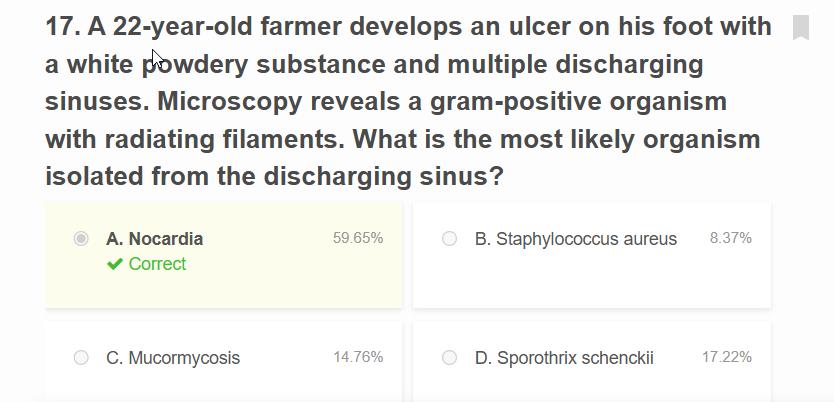 17. A 22-year-old farmer develops an ulcer on his foot with
a white powdery substance and multiple discharging
sinuses. Microscopy reveals a gram-positive organism
with radiating filaments. What is the most likely organism
isolated from the discharging sinus?
A. Nocardia 59.65%
Correct
B. Staphylococcus aureus 8.37%
C. Mucormycosis 14.76%
D. Sporothrix schenckii 17.22%